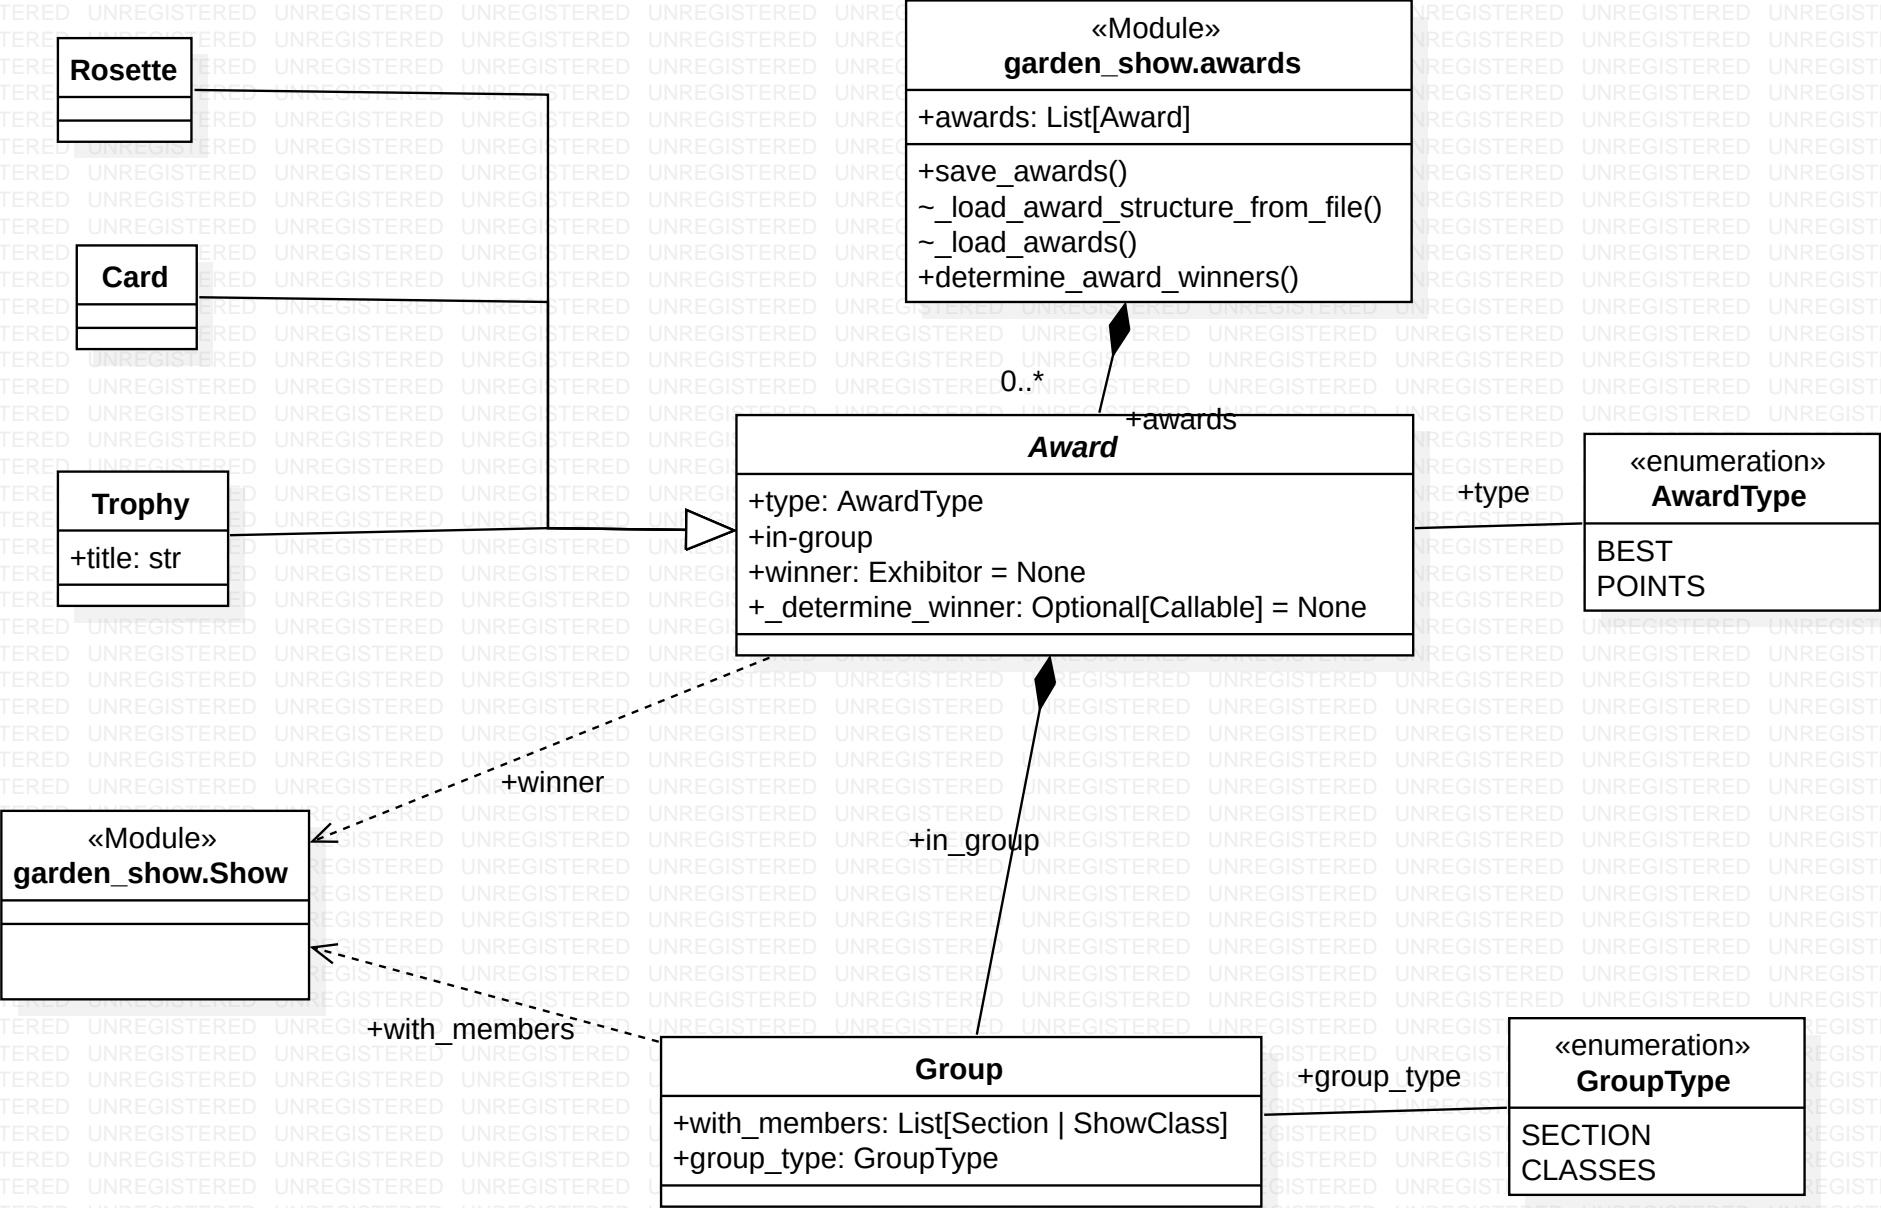 «Module»
garden_show.awards
+awards: List[Award]
+save_awards()
~_load_award_structure_from_file()
~_load_awards()
+determine_award_winners()
Rosette
Card
Trophy
+title: str
0..*
+awards
Award
+type: AwardType
+in-group
+winner: Exhibitor = None
+_determine_winner: Optional[Callable] = None
+type
«enumeration»
AwardType
BEST
POINTS
+winner
+in_group
«Module»
garden_show.Show
+with_members
Group
+with_members: List[Section | ShowClass]
+group_type: GroupType
+group_type
«enumeration»
GroupType
SECTION
CLASSES
UNREGISTERED